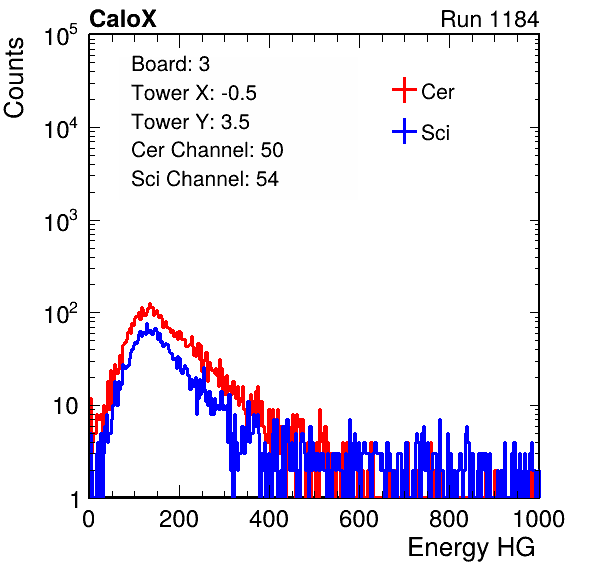 CaloX Run 1184
Counts
Board: 3
Tower X: -0.5
Tower Y: 3.5
Cer Channel: 50
Sci Channel: 54
Cer
Sci
10^5
10^4
10^3
10^2
10
1
0 200 400 600 800 1000
Energy HG